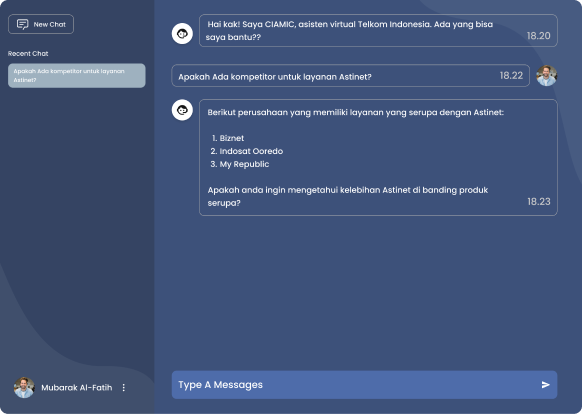 New Chat
Recent Chat
Apakah Ada kompetitor untuk layanan
Astinet?
Mubarak Al-Fatih
Hai kak! Saya CIAMIC, asisten virtual Telkom Indonesia. Ada yang bisa
saya bantu??
18.20
Apakah Ada kompetitor untuk layanan Astinet?
18.22
Berikut perusahaan yang memiliki layanan yang serupa dengan Astinet:
1. Biznet
2. Indosat Ooredo
3. My Republic
Apakah anda ingin mengetahui kelebihan Astinet di banding produk
serupa?
18.23
Type A Messages